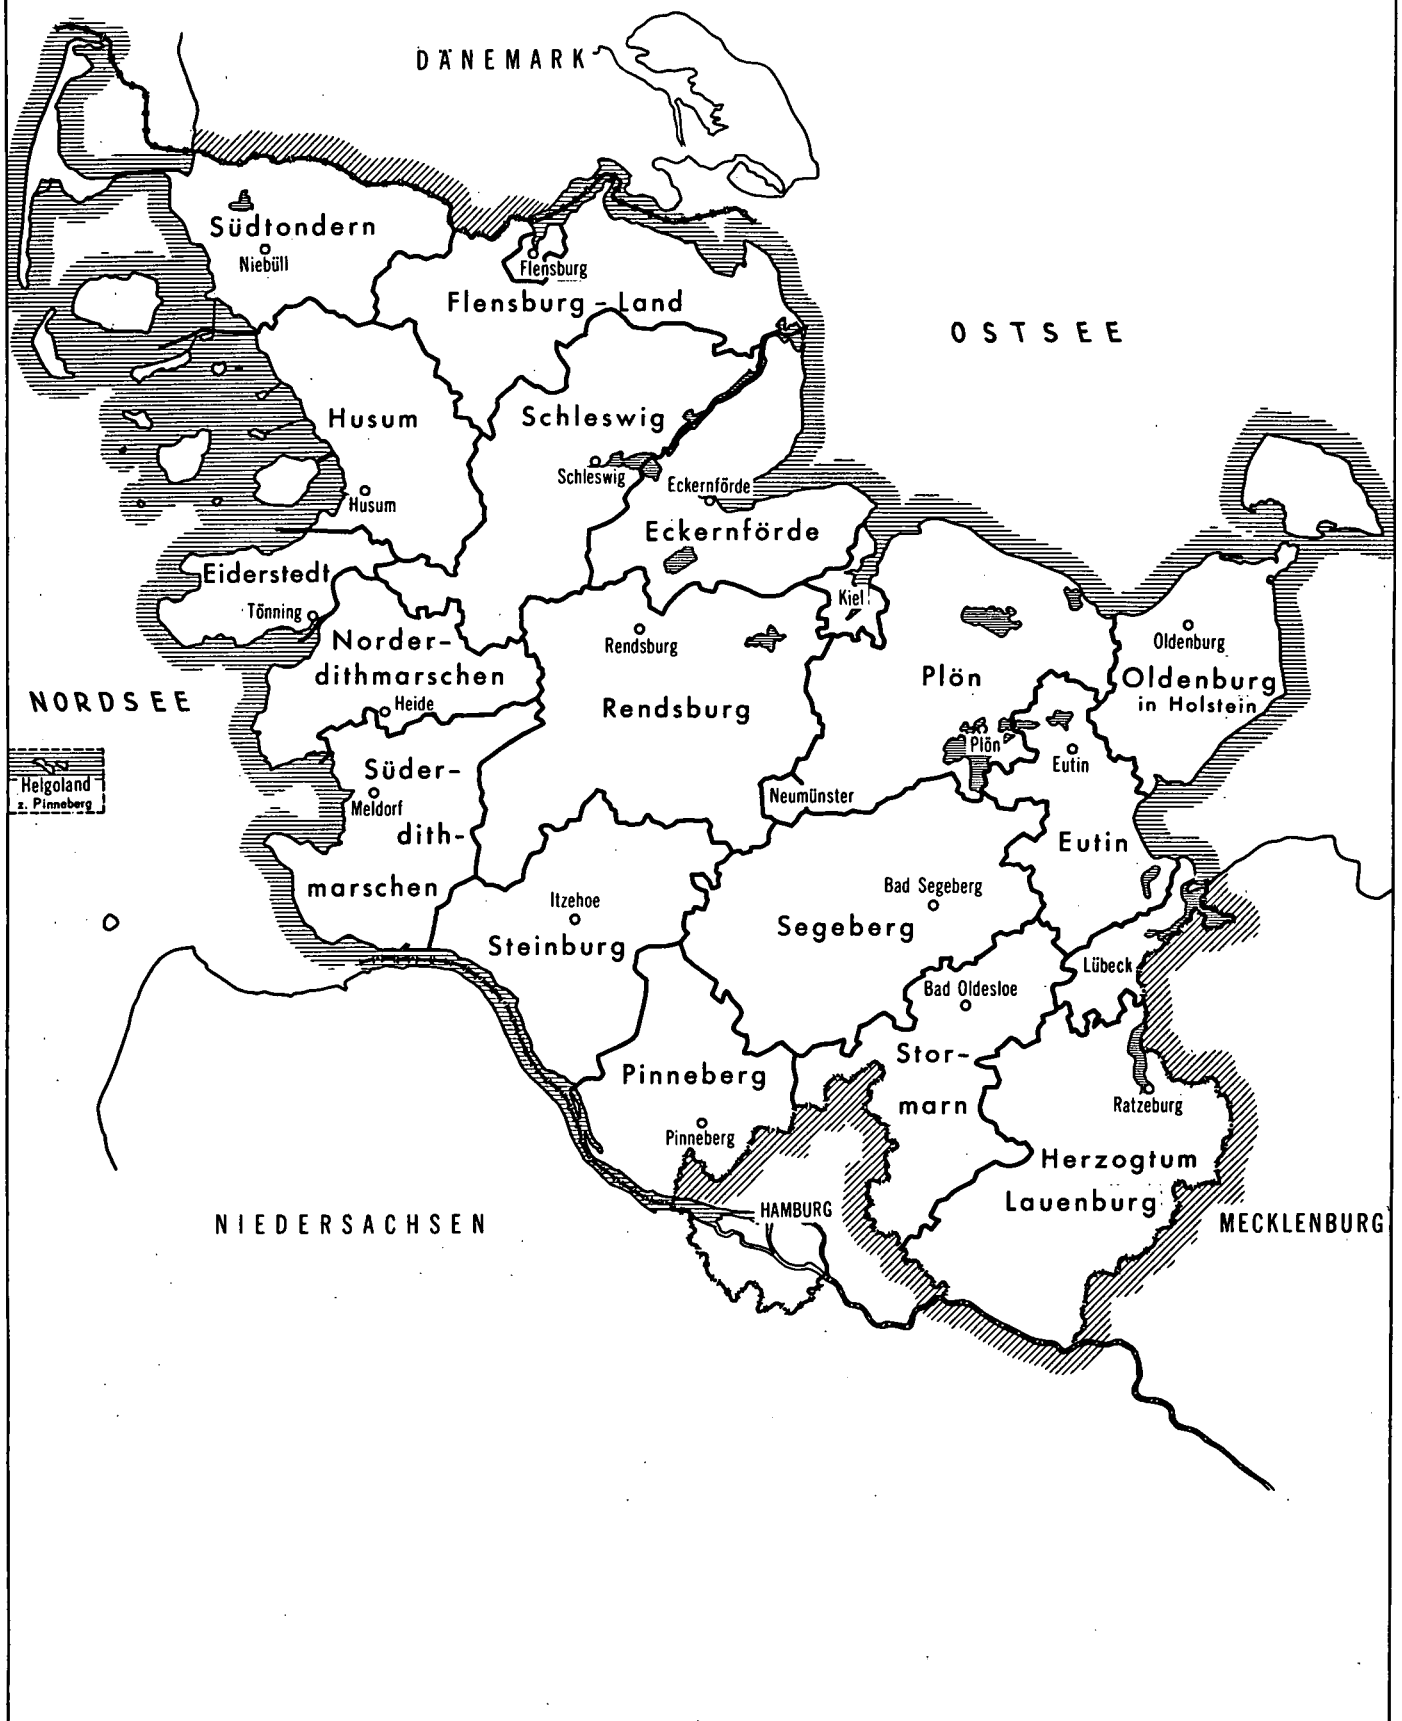 DÄNEMARK
Südtondern
Niebüll
Flensburg
Flensburg - Land
OSTSEE
Husum
Schleswig
Schleswig
Eckernförde
Husum
Eckernförde
Eiderstedt
Tönning
Kiel
Norder-
dithmarschen
Heide
Rendsburg
Rendsburg
Plön
Oldenburg
Oldenburg
in Holstein
NORDSEE
Plön
Eutin
Helgoland
z. Pinneberg
Süder-
Meldorf
dith-
marschen
Neumünster
Eutin
Itzehoe
Steinburg
Bad Segeberg
Segeberg
Lübeck
Bad Oldesloe
Stor-
marn
Pinneberg
Pinneberg
Ratzeburg
Herzogtum
Lauenburg
HAMBURG
NIEDERSACHSEN
MECKLENBURG